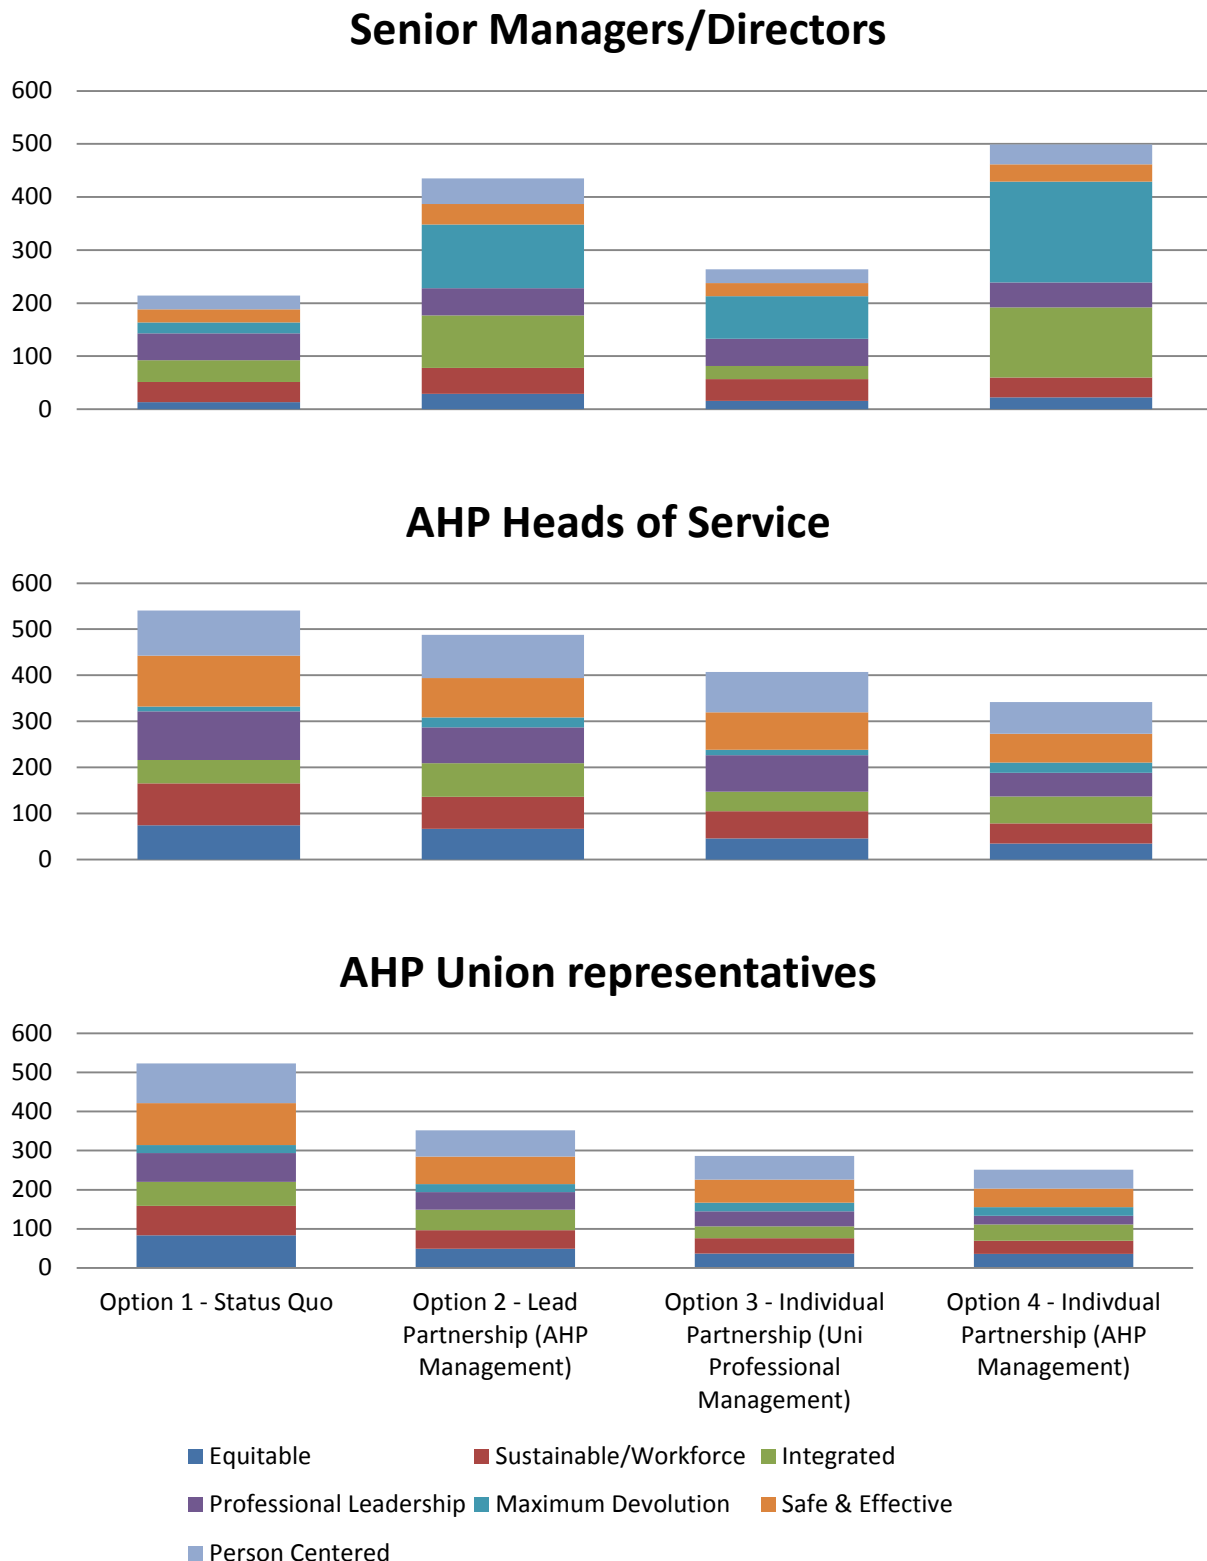 Senior Managers/Directors
600
500
400
300
200
100
0
AHP Heads of Service
600
500
400
300
200
100
0
AHP Union representatives
600
500
400
300
200
100
0
Option 1 - Status Quo
Option 2 - Lead
Partnership (AHP
Management)
Option 3 - Individual
Partnership (Uni
Professional
Management)
Option 4 - Indivdual
Partnership (AHP
Management)
Equitable
Sustainable/Workforce
Integrated
Professional Leadership
Maximum Devolution
Safe & Effective
Person Centered